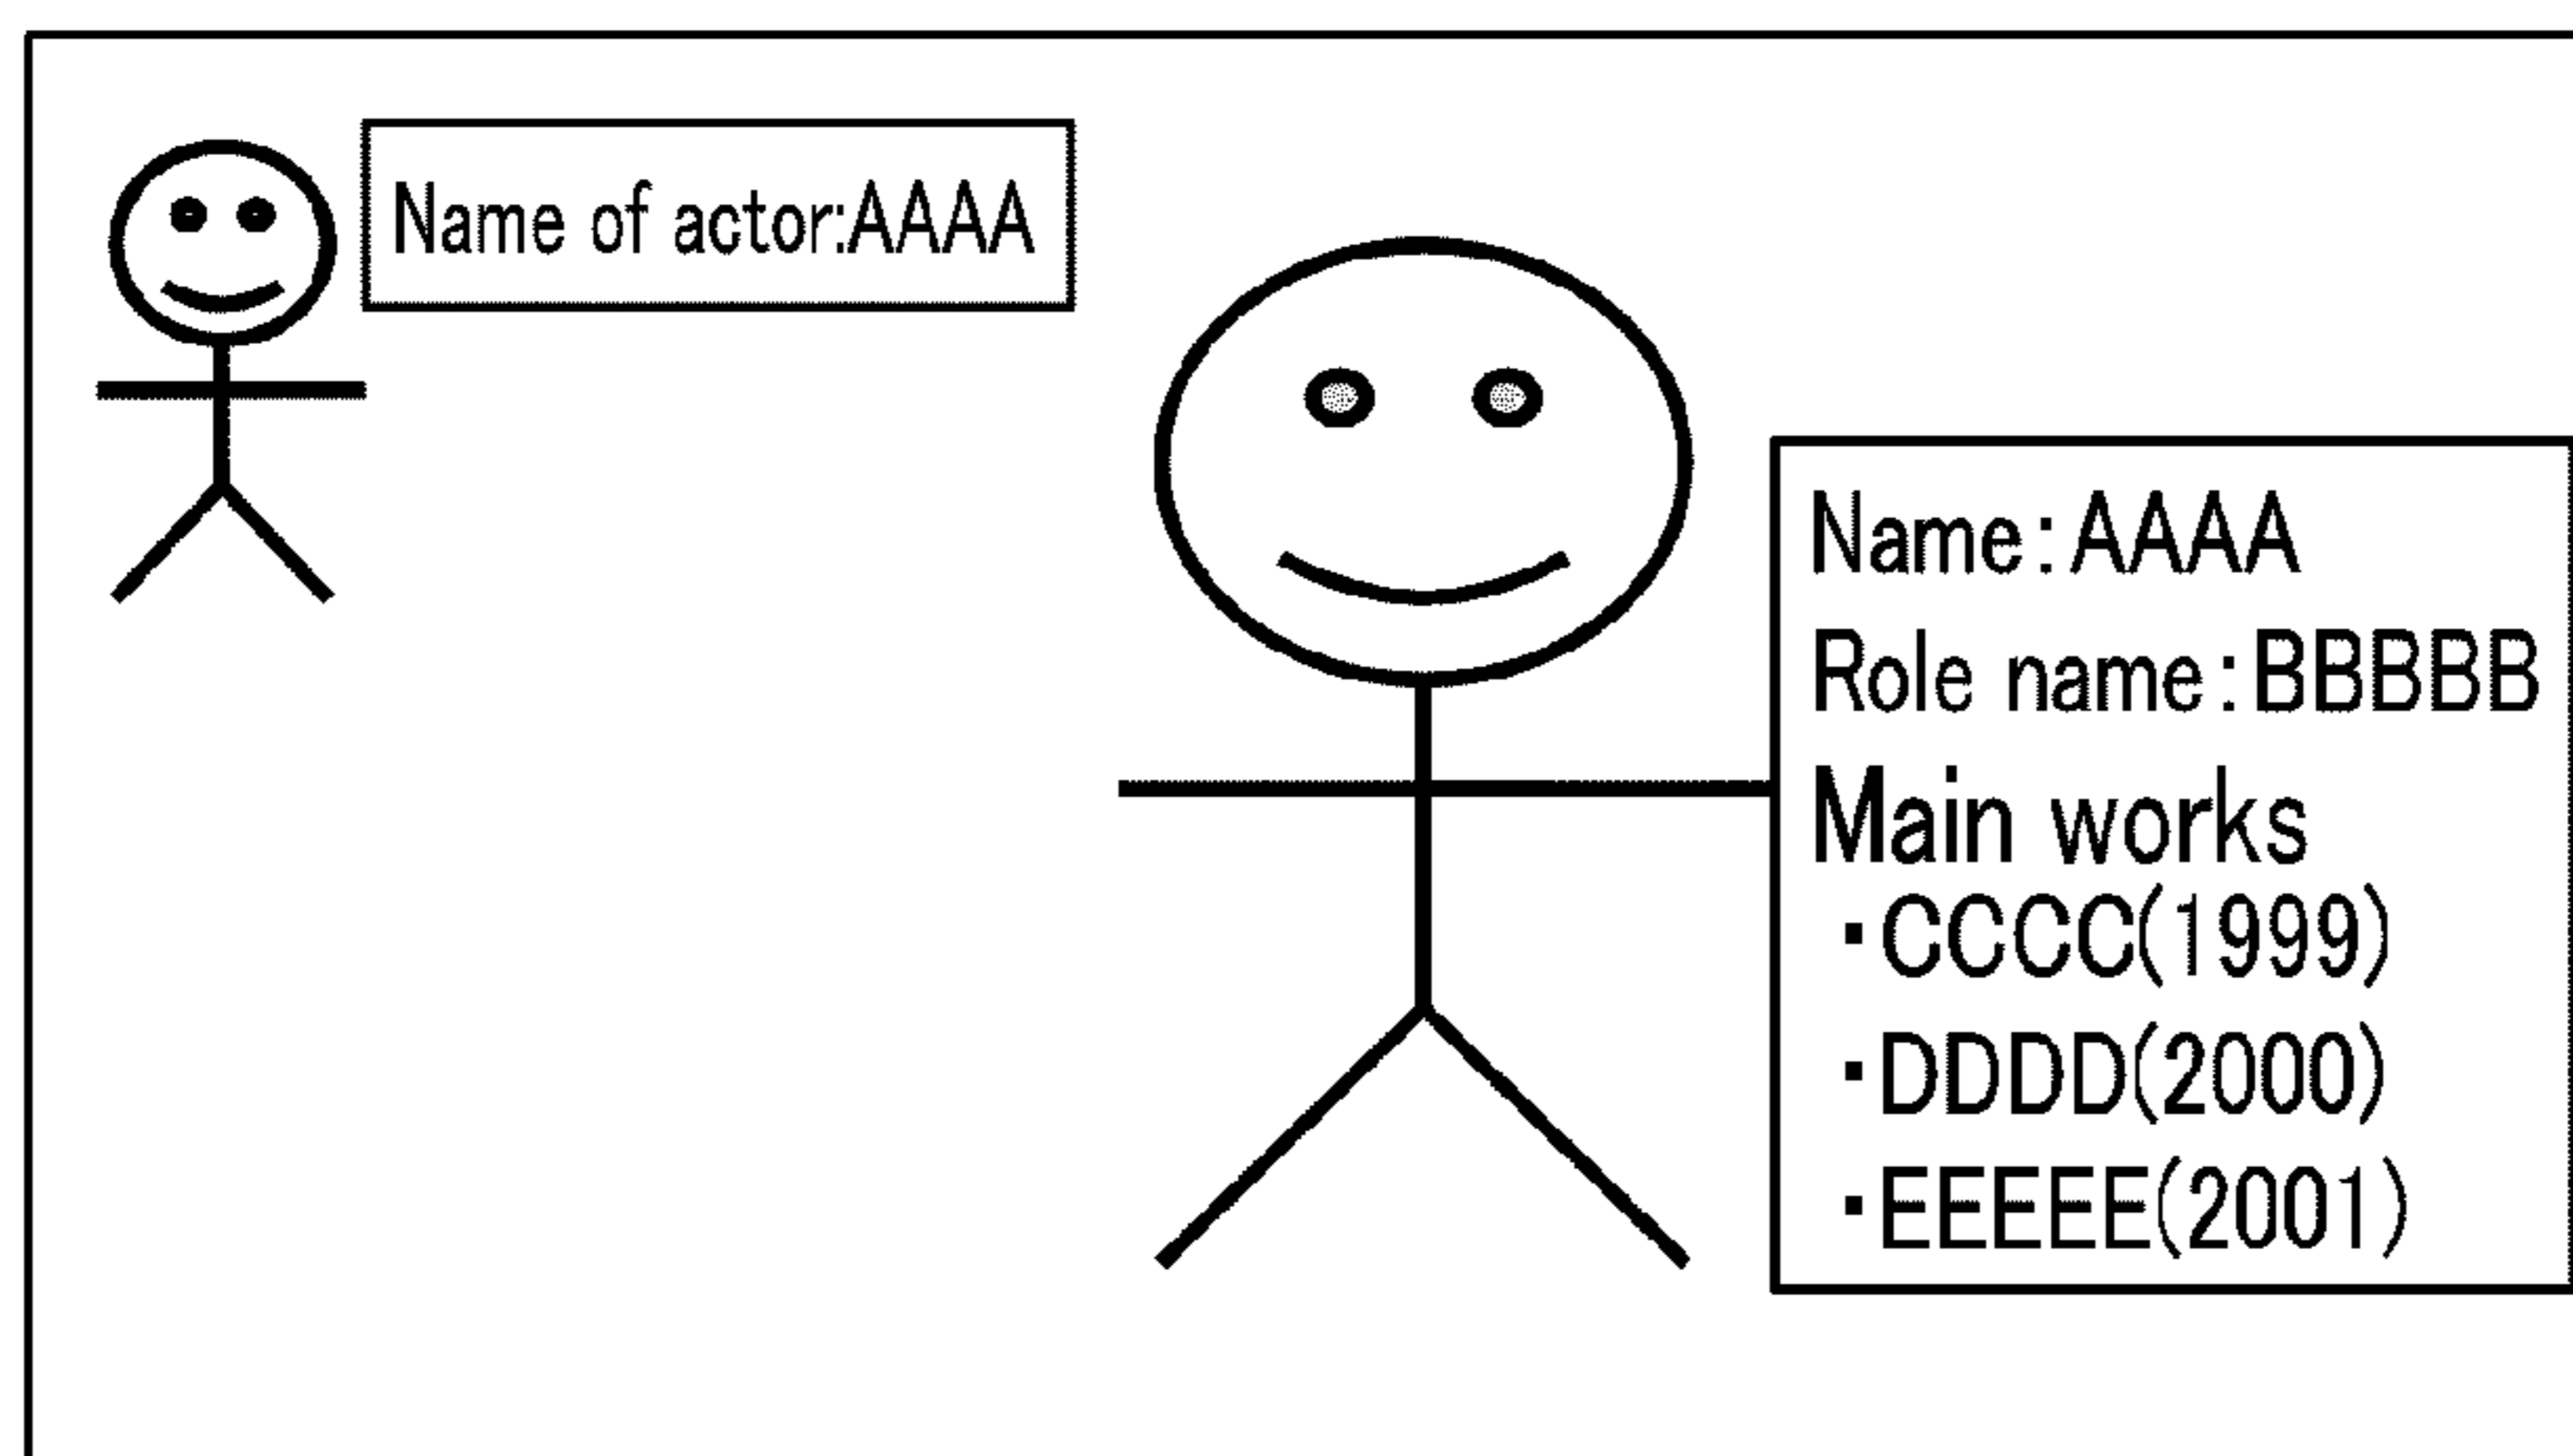 Name of actor:AAAA
Name:AAAA
Role name:BBBBB
Main works
・CCCC(1999)
・DDDD(2000)
・EEEEE(2001)